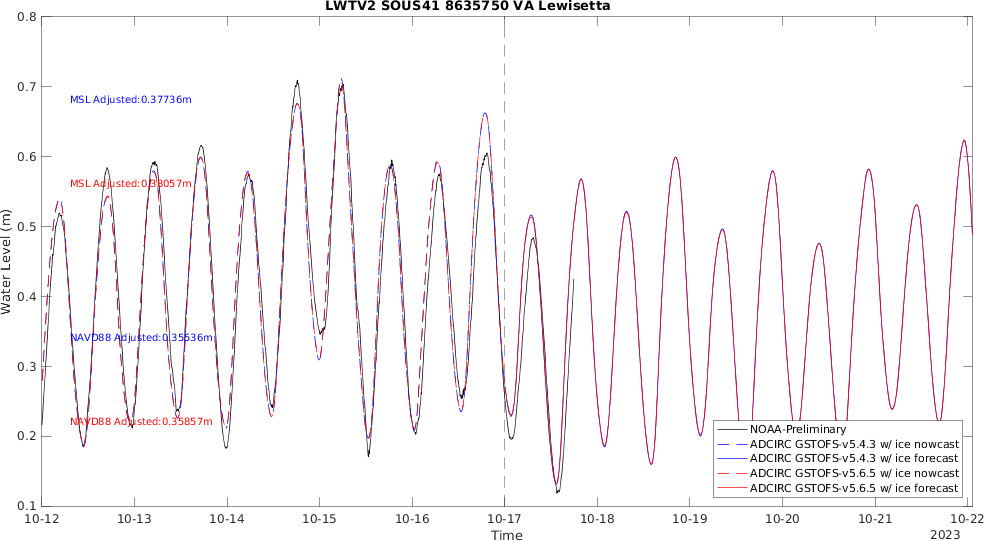 LWTV2 SOUS41 8635750 VA Lewisetta
0.8
0.7
0.6
0.5
0.4
0.3
0.2
0.1
Water Level (m)
MSL Adjusted:0.37736m
MSL Adjusted:0.38057m
NAVD88 Adjusted:0.35536m
NAVD88 Adjusted:0.35857m
NOAA-Preliminary
ADCIRC GSTOFS-v5.4.3 w/ ice nowcast
ADCIRC GSTOFS-v5.4.3 w/ ice forecast
ADCIRC GSTOFS-v5.6.5 w/ ice nowcast
ADCIRC GSTOFS-v5.6.5 w/ ice forecast
10-12 10-13 10-14 10-15 10-16 10-17 10-18 10-19 10-20 10-21 10-22
Time
2023